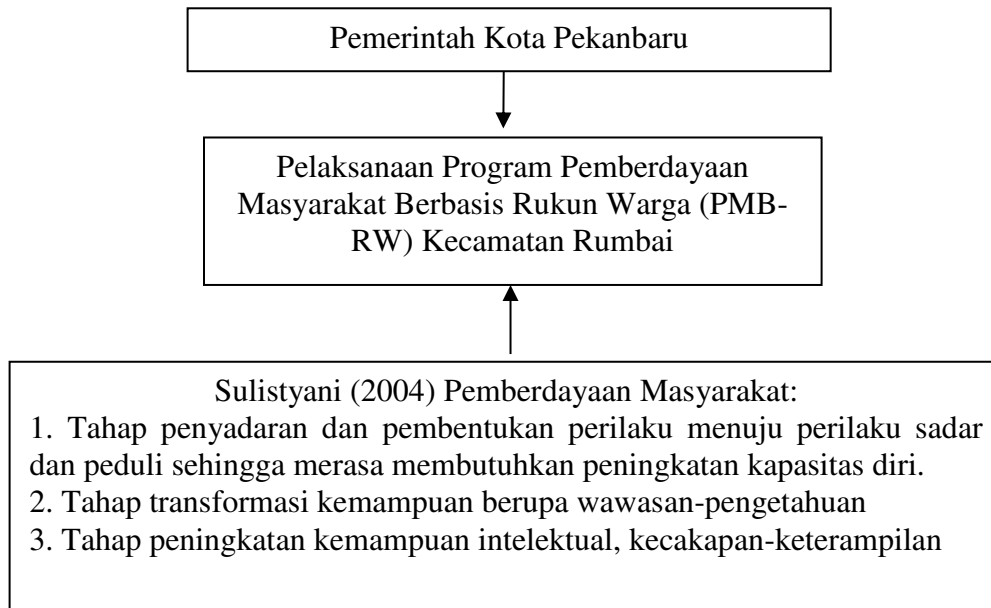 Pemerintah Kota Pekanbaru
Pelaksanaan Program Pemberdayaan
Masyarakat Berbasis Rukun Warga (PMB-
RW) Kecamatan Rumbai
Sulistyani (2004) Pemberdayaan Masyarakat:
1. Tahap penyadaran dan pembentukan perilaku menuju perilaku sadar
dan peduli sehingga merasa membutuhkan peningkatan kapasitas diri.
2. Tahap transformasi kemampuan berupa wawasan-pengetahuan
3. Tahap peningkatan kemampuan intelektual, kecakapan-keterampilan